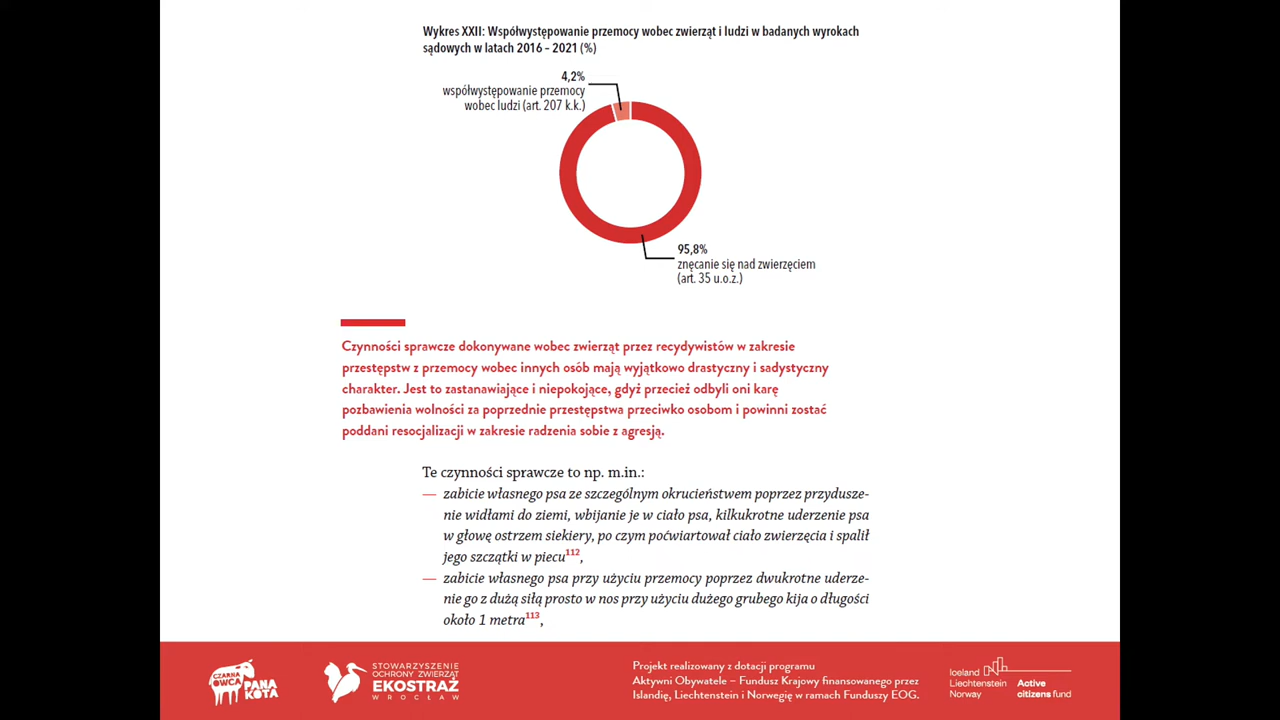 Wykres XXII: Współwystępowanie przemocy wobec zwierząt i ludzi w badanych wyrokach
sądowych w latach 2016 – 2021 (%)
4,2%
współwystępowanie przemocy
wobec ludzi (art. 207 k.k.)
95,8%
znęcanie się nad zwierzęciem
(art. 35 u.o.z.)
Czynności sprawcze dokonywane wobec zwierząt przez recydywistów w zakresie
przestępstw z przemocy wobec innych osób mają wyjątkowo drastyczny i sadystyczny
charakter. Jest to zastanawiające i niepokojące, gdyż przecież odbyli oni karę
pozbawienia wolności za poprzednie przestępstwa przeciwko osobom i powinni zostać
poddani resocjalizacji w zakresie radzenia sobie z agresją.
Te czynności sprawcze to np. m.in.:
— zabicie własnego psa ze szczególnym okrucieństwem poprzez przydusze-
nie widłami do ziemi, wbijanie je w ciało psa, kilkukrotne uderzenie psa
w głowę ostrzem siekiery, po czym poćwiartował ciało zwierzęcia i spalił
jego szczątki w piecu112,
— zabicie własnego psa przy użyciu przemocy poprzez dwukrotne uderze-
nie go z dużą siłą prosto w nos przy użyciu dużego grubego kija o długości
około 1 metra113,
CZARNA
OWCA
PANA
KOTA
STOWARZYSZENIE
OCHRONY ZWIERZĄT
EKOSTRAŻ
WROCŁAW
Projekt realizowany z dotacji programu
Aktywni Obywatele – Fundusz Krajowy finansowanego przez
Islandię, Liechtenstein i Norwegię w ramach Funduszy EOG.
Iceland
Liechtenstein
Norway
Active
citizens fund